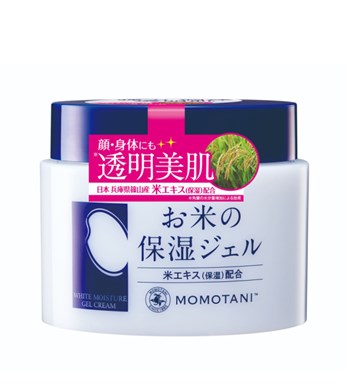 顔・身体にも
透明美肌
日本 兵庫県篠山産 米エキス(保湿)配合
お米の
保湿ジェル
米エキス(保湿)配合
WHITE MOISTURE
GEL CREAM
MOMOTANI™